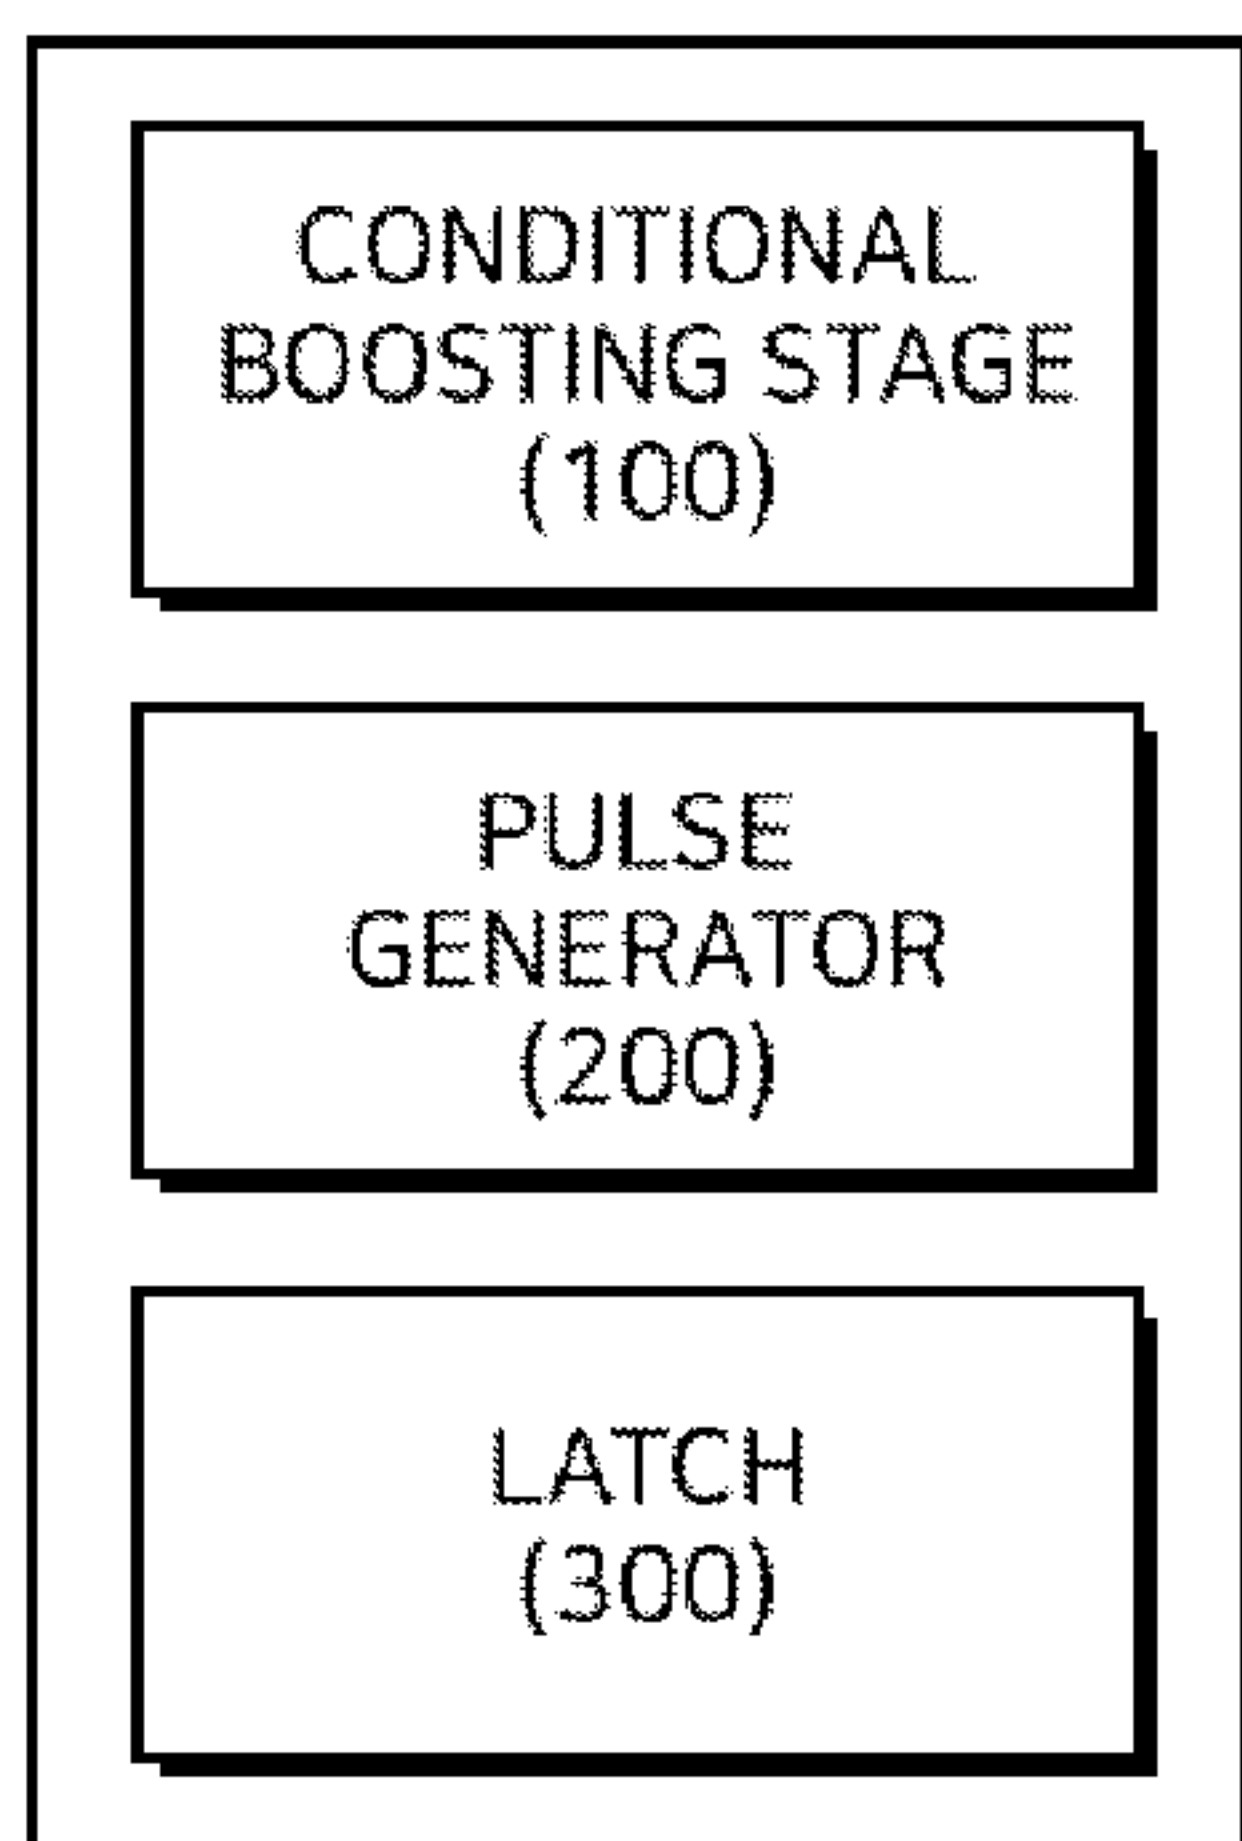 CONDITIONAL
BOOSTING STAGE
(100)
PULSE
GENERATOR
(200)
LATCH
(300)